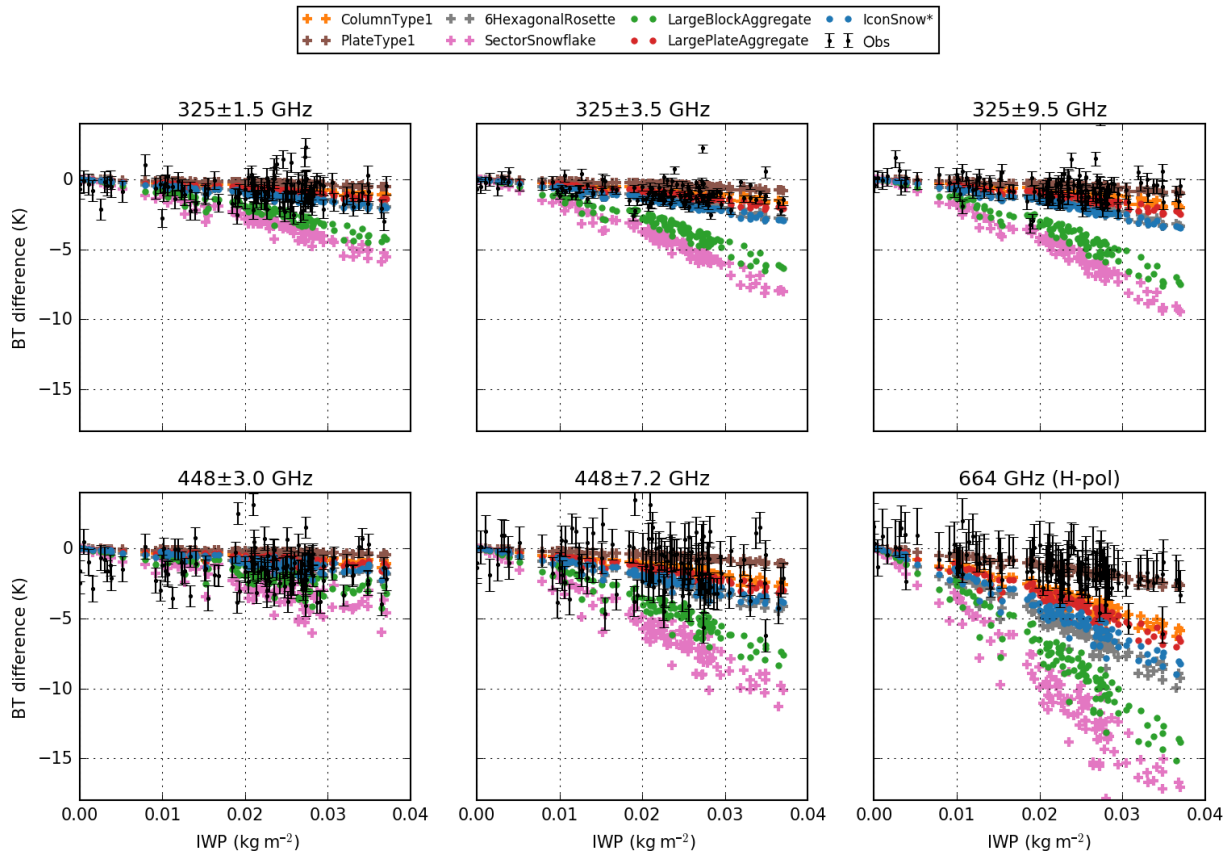 ColumnType1 6HexagonalRosette LargeBlockAggregate IconSnow*
PlateType1 SectorSnowflake LargePlateAggregate Obs
325±1.5 GHz 325±3.5 GHz 325±9.5 GHz
0
−5
−10
−15
BT difference (K)
448±3.0 GHz 448±7.2 GHz 664 GHz (H-pol)
0
−5
−10
−15
BT difference (K)
0.00 0.01 0.02 0.03 0.04 0.00 0.01 0.02 0.03 0.04 0.00 0.01 0.02 0.03 0.04
IWP (kg m⁻²) IWP (kg m⁻²) IWP (kg m⁻²)